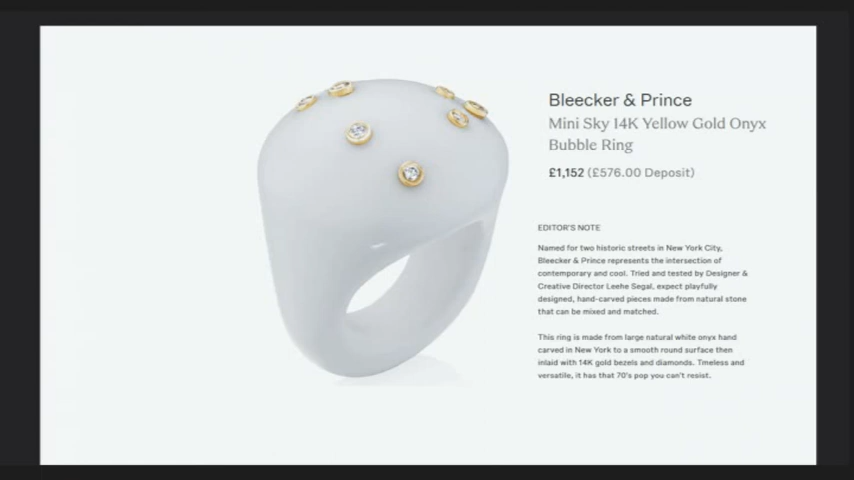 Bleecker & Prince
Mini Sky 14K Yellow Gold Onyx
Bubble Ring
£1,152 (£576.00 Deposit)
EDITOR'S NOTE
Named for two historic streets in New York City,
Bleecker & Prince represents the intersection of
contemporary and cool. Tried and tested by Designer &
Creative Director Leehe Segal, expect playfully
designed, hand-carved pieces made from natural stone
that can be mixed and matched.
This ring is made from large natural white onyx hand
carved in New York to a smooth round surface then
inlaid with 14K gold bezels and diamonds. Timeless and
versatile, it has that 70's pop you can't resist.